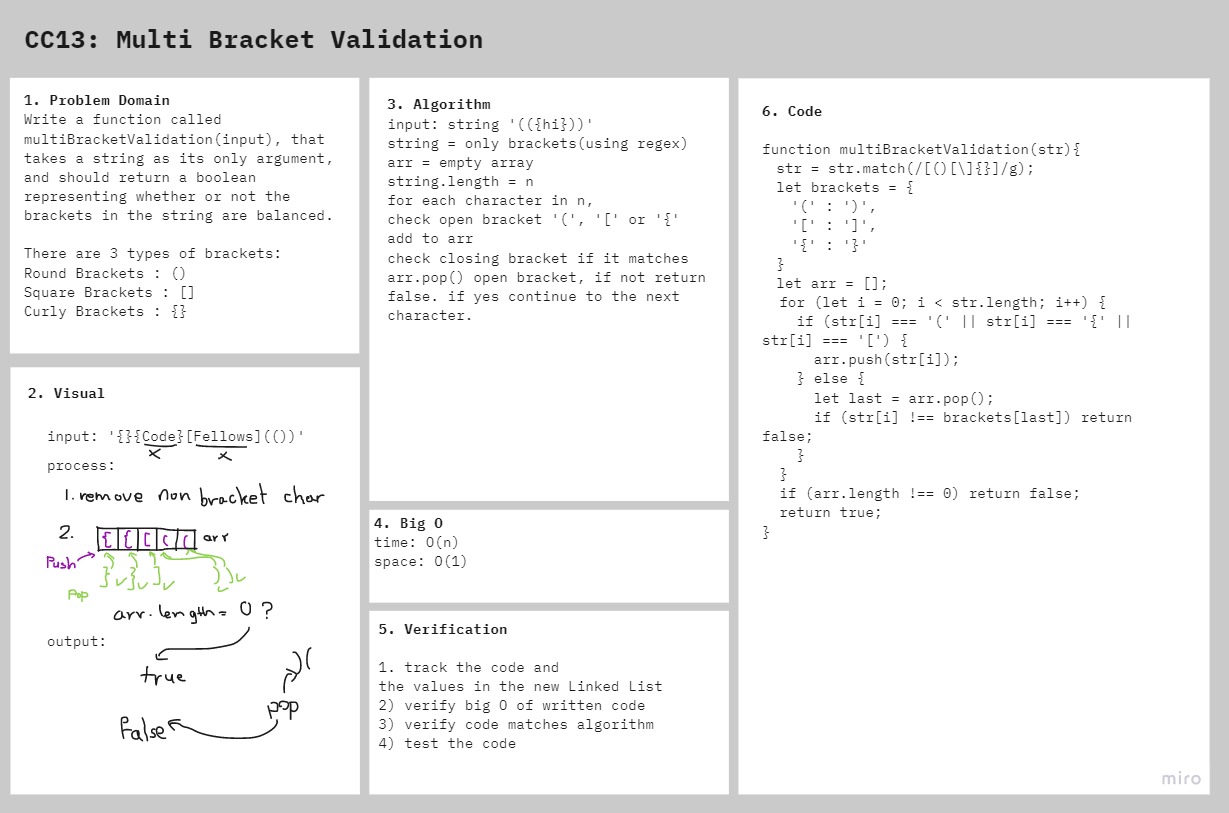 CC13: Multi Bracket Validation
1. Problem Domain
Write a function called
multiBracketValidation(input), that
takes a string as its only argument,
and should return a boolean
representing whether or not the
brackets in the string are balanced.
There are 3 types of brackets:
Round Brackets : ()
Square Brackets : []
Curly Brackets : {}
2. Visual
input: '{}{Code}[Fellows](())'
x x
process:
1. remove non bracket char
2. { { [ ( ( arr
Push
} } ] ) )
Pop
arr.length = 0 ?
output:
true
)(
pop
False
3. Algorithm
input: string '(({hi}))'
string = only brackets(using regex)
arr = empty array
string.length = n
for each character in n,
check open bracket '(', '[' or '{'
add to arr
check closing bracket if it matches
arr.pop() open bracket, if not return
false. if yes continue to the next
character.
4. Big O
time: O(n)
space: O(1)
5. Verification
1. track the code and
the values in the new Linked List
2) verify big O of written code
3) verify code matches algorithm
4) test the code
6. Code
function multiBracketValidation(str){
str = str.match(/[()[\]{}]/g);
let brackets = {
'(' : ')',
'[' : ']',
'{' : '}'
}
let arr = [];
for (let i = 0; i < str.length; i++) {
if (str[i] === '(' || str[i] === '{' ||
str[i] === '[') {
arr.push(str[i]);
} else {
let last = arr.pop();
if (str[i] !== brackets[last]) return
false;
}
}
if (arr.length !== 0) return false;
return true;
}
miro